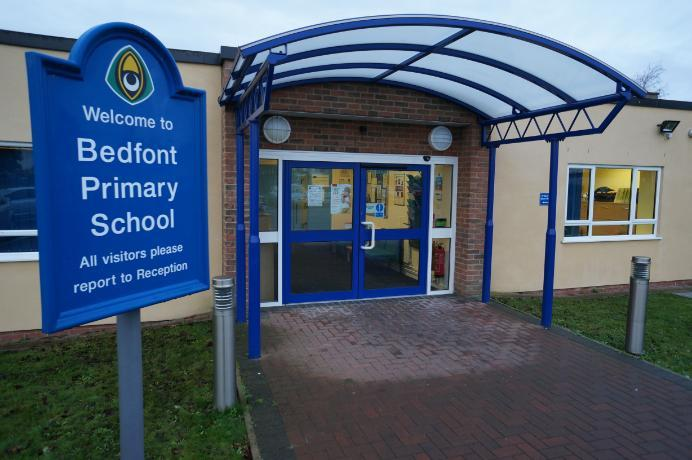 Welcome to
Bedfont
Primary
School
All visitors please
report to Reception